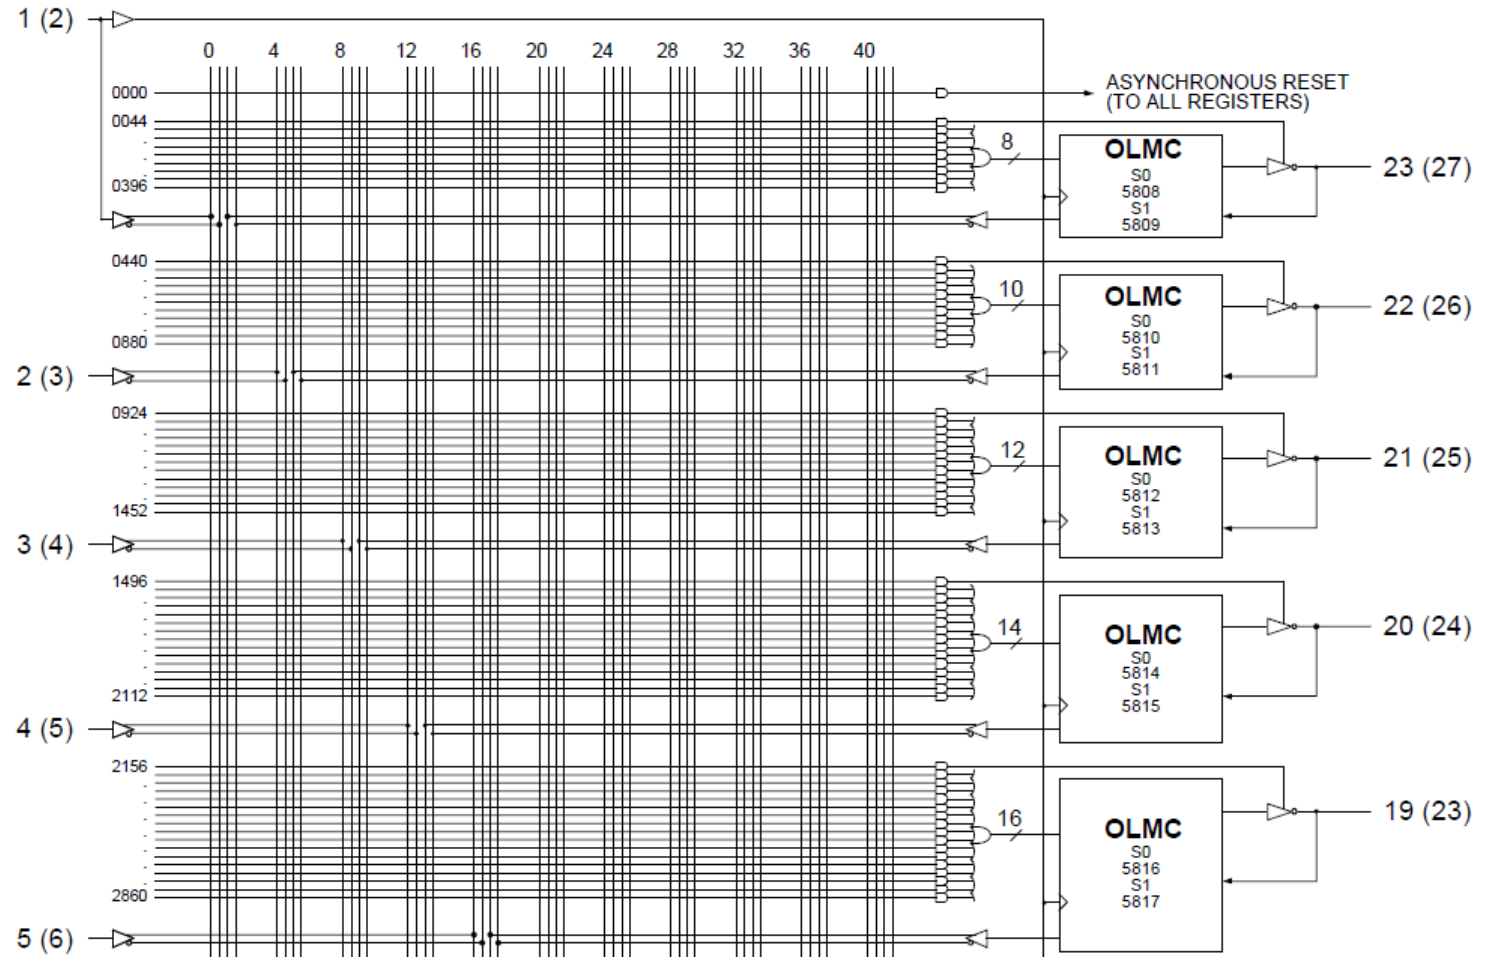 1 (2)
0 4 8 12 16 20 24 28 32 36 40
0000
ASYNCHRONOUS RESET
(TO ALL REGISTERS)
0044
8
OLMC
S0
5808
S1
5809
23 (27)
0396
0440
10
OLMC
S0
5810
S1
5811
22 (26)
0880
2 (3)
0924
12
OLMC
S0
5812
S1
5813
21 (25)
1452
3 (4)
1496
14
OLMC
S0
5814
S1
5815
20 (24)
2112
4 (5)
2156
16
OLMC
S0
5816
S1
5817
19 (23)
2860
5 (6)